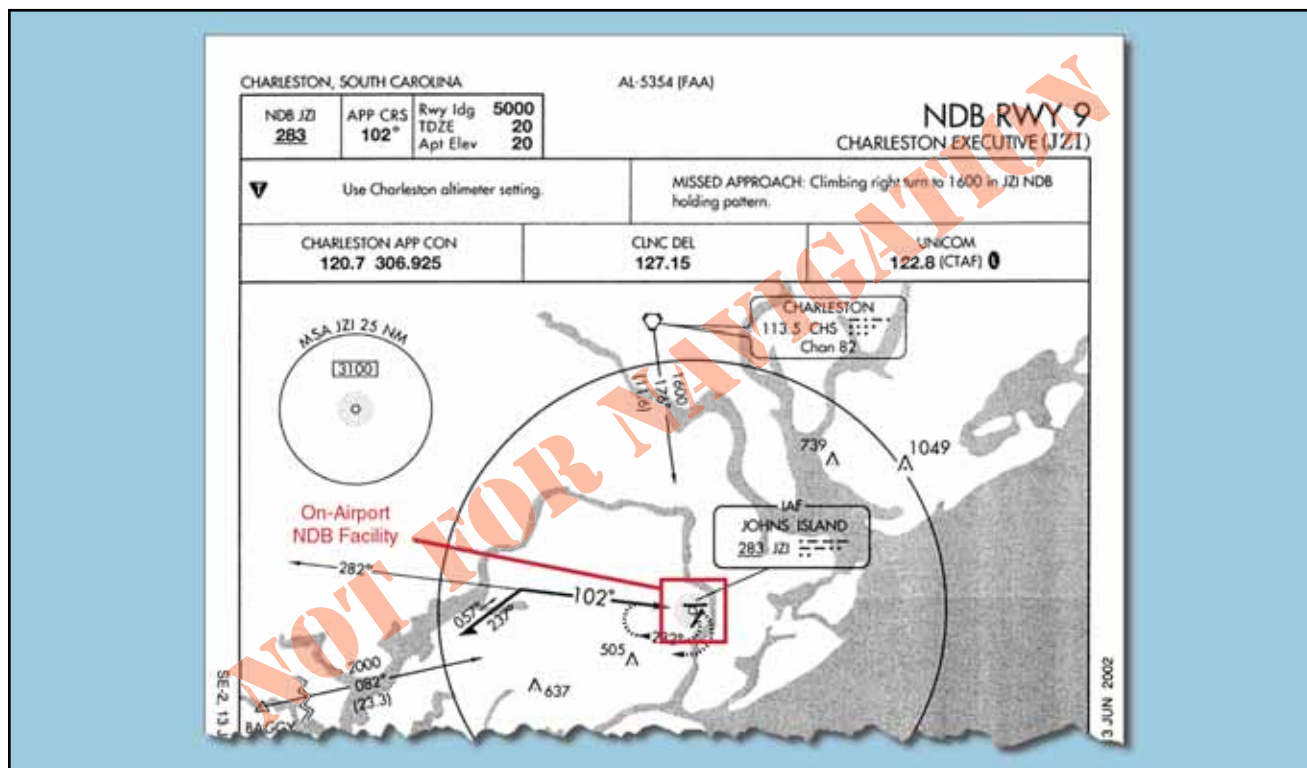 CHARLESTON, SOUTH CAROLINA
AL-5354 (FAA)
NDB JZI
283
APP CRS
102°
Rwy ldg 5000
TDZE 20
Apt Elev 20
NDB RWY 9
CHARLESTON EXECUTIVE (JZI)
T
Use Charleston altimeter setting.
MISSED APPROACH: Climbing right turn to 1600 in JZI NDB
holding pattern.
CHARLESTON APP CON
120.7 306.925
CLNC DEL
127.15
UNICOM
122.8 (CTAF) L
MSA JZI 25 NM
3100
CHARLESTON
113.5 CHS
Chan 82
1600
176°
(11.6)
739
1049
On-Airport
NDB Facility
IAF
JOHNS ISLAND
283 JZI
282°
102°
057°
237°
505
637
2000
082°
(23.3)
BAGGY
SE-2, 13 J
3 JUN 2002
NOT FOR NAVIGATION